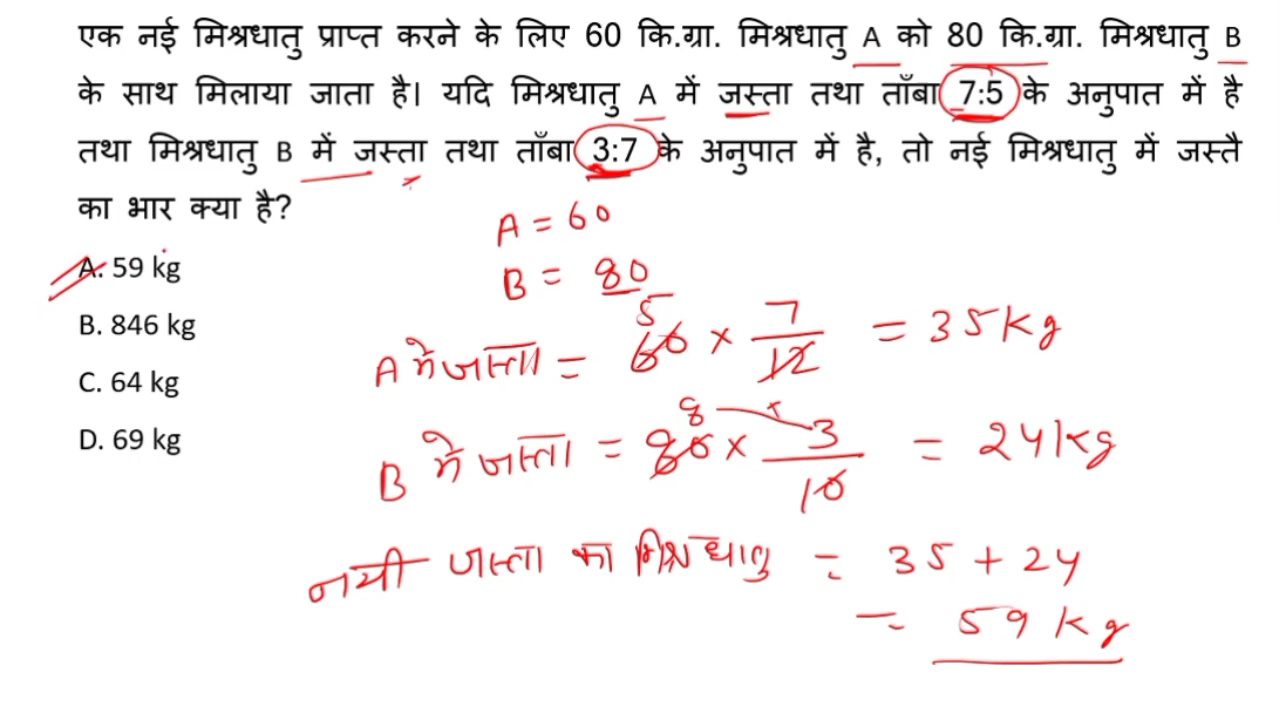 एक नई मिश्रधातु प्राप्त करने के लिए 60 कि.ग्रा. मिश्रधातु A को 80 कि.ग्रा. मिश्रधातु B
के साथ मिलाया जाता है। यदि मिश्रधातु A में जस्ता तथा ताँबा 7:5 के अनुपात में है
तथा मिश्रधातु B में जस्ता तथा ताँबा 3:7 के अनुपात में है, तो नई मिश्रधातु में जस्तै
का भार क्या है?
A = 60
A. 59 kg
B = 80
B. 846 kg
A में जस्ता = 60 5 × 7/12 = 35 kg
C. 64 kg
D. 69 kg
B में जस्ता = 80 8 × 3/10 = 24 kg
नयी जस्ता का मिश्रधातु = 35 + 24
= 59 kg